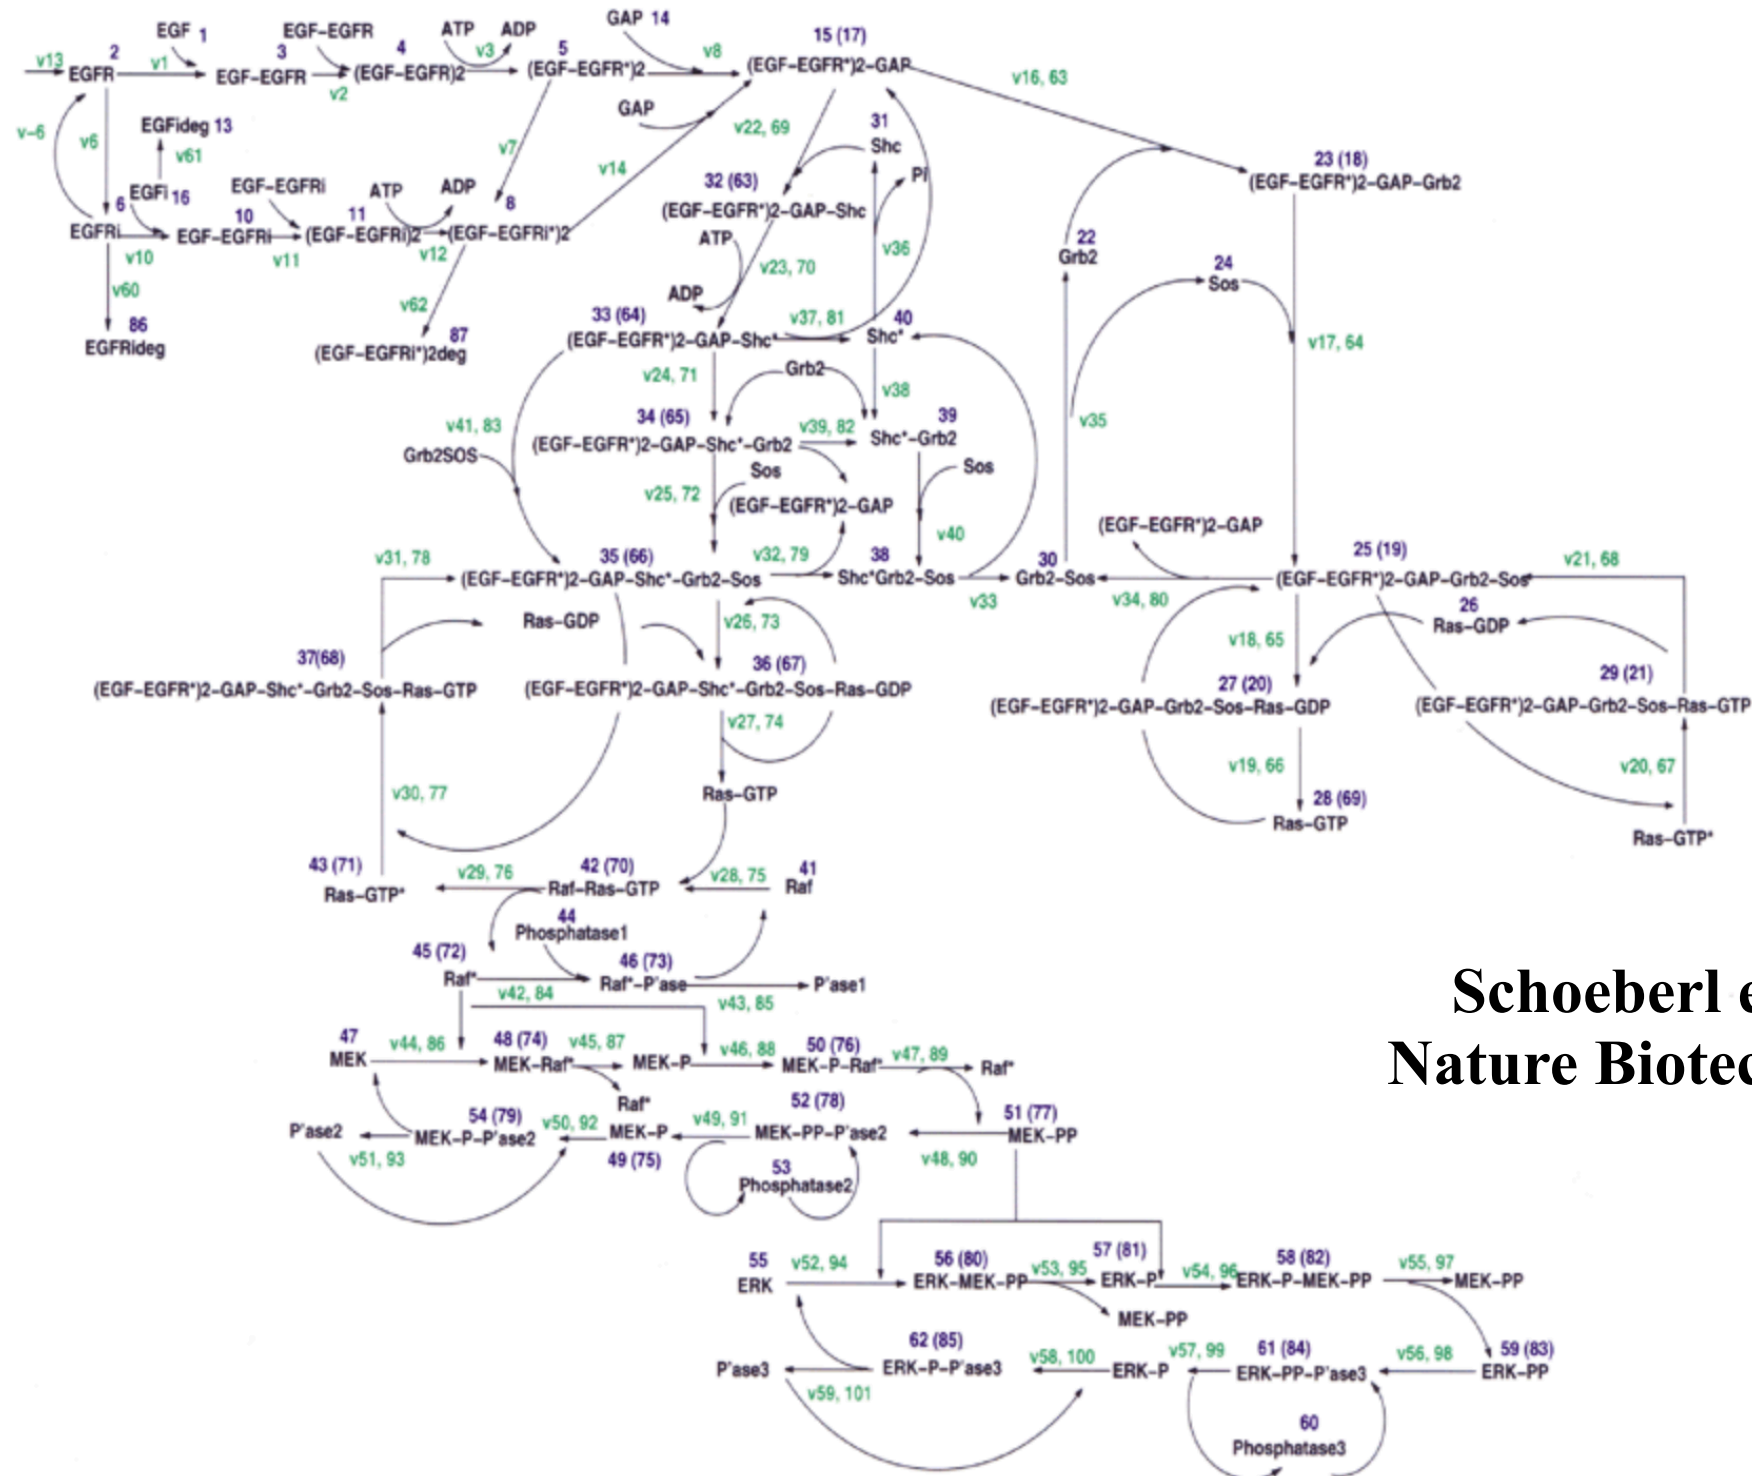 GAP 14
EGF 1
EGF-EGFR
ATP
ADP
15 (17)
v13
2
v1
3
4
v3
5
v8
EGFR
EGF-EGFR
(EGF-EGFR)2
(EGF-EGFR*)2
(EGF-EGFR*)2-GAP
v2
v16, 63
GAP
v-6
v6
EGFideg 13
v61
v7
v14
v22, 69
31
Shc
Pi
23 (18)
(EGF-EGFR*)2-GAP-Grb2
EGFi 16
EGF-EGFRi
ATP
ADP
32 (63)
(EGF-EGFR*)2-GAP-Shc
6
10
11
8
EGFRi
EGF-EGFRi
(EGF-EGFRi)2
(EGF-EGFRi*)2
v10
v11
v12
ATP
v36
22
Grb2
24
Sos
v60
v62
v23, 70
ADP
86
EGFRideg
87
(EGF-EGFRi*)2deg
33 (64)
v37, 81
40
(EGF-EGFR*)2-GAP-Shc*
Shc*
v17, 64
v24, 71
Grb2
v38
v35
34 (65)
39
v41, 83
v39, 82
(EGF-EGFR*)2-GAP-Shc*-Grb2
Shc*-Grb2
Grb2SOS
Sos
Sos
v25, 72
(EGF-EGFR*)2-GAP
(EGF-EGFR*)2-GAP
v40
v31, 78
35 (66)
v32, 79
38
30
25 (19)
v21, 68
(EGF-EGFR*)2-GAP-Shc*-Grb2-Sos
Shc*Grb2-Sos
Grb2-Sos
(EGF-EGFR*)2-GAP-Grb2-Sos
v33
v34, 80
Ras-GDP
v26, 73
26
Ras-GDP
v18, 65
37(68)
36 (67)
27 (20)
29 (21)
(EGF-EGFR*)2-GAP-Shc*-Grb2-Sos-Ras-GTP
(EGF-EGFR*)2-GAP-Shc*-Grb2-Sos-Ras-GDP
(EGF-EGFR*)2-GAP-Grb2-Sos-Ras-GDP
(EGF-EGFR*)2-GAP-Grb2-Sos-Ras-GTP
v27, 74
v19, 66
v20, 67
v30, 77
Ras-GTP
28 (69)
Ras-GTP
Ras-GTP*
43 (71)
v29, 76
42 (70)
v28, 75
41
Ras-GTP*
Raf-Ras-GTP
Raf
44
Phosphatase1
45 (72)
46 (73)
Raf*
Raf*-P'ase
P'ase1
v42, 84
v43, 85
Schoeberl e
Nature Biotec
47
v44, 86
48 (74)
v45, 87
v46, 88
50 (76)
v47, 89
MEK
MEK-Raf*
MEK-P
MEK-P-Raf*
Raf*
Raf*
54 (79)
v50, 92
v49, 91
52 (78)
51 (77)
P'ase2
MEK-P-P'ase2
MEK-P
MEK-PP-P'ase2
MEK-PP
v51, 93
49 (75)
v48, 90
53
Phosphatase2
55
v52, 94
56 (80)
v53, 95
57 (81)
v54, 96
58 (82)
v55, 97
ERK
ERK-MEK-PP
ERK-P
ERK-P-MEK-PP
MEK-PP
MEK-PP
62 (85)
v58, 100
v57, 99
61 (84)
v56, 98
59 (83)
P'ase3
ERK-P-P'ase3
ERK-P
ERK-PP-P'ase3
ERK-PP
v59, 101
60
Phosphatase3